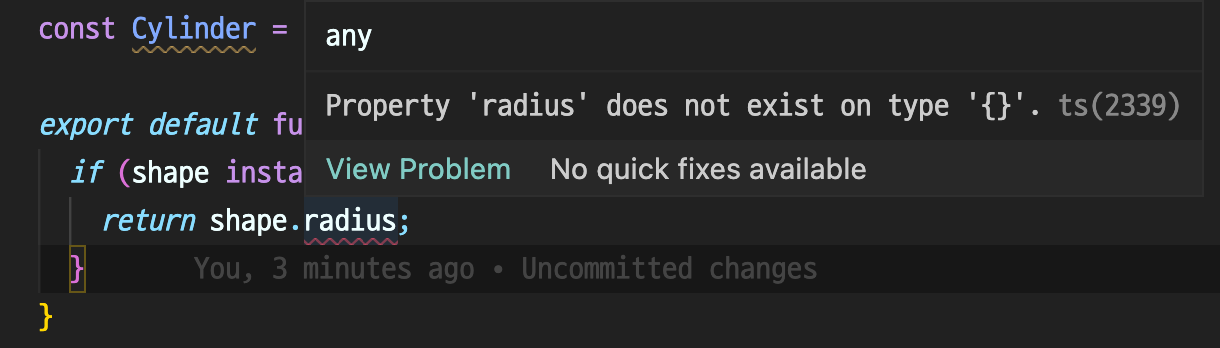 const Cylinder =
any
Property 'radius' does not exist on type '{}'. ts(2339)
export default fu
View Problem No quick fixes available
if (shape insta
return shape.radius;
} You, 3 minutes ago • Uncommitted changes
}